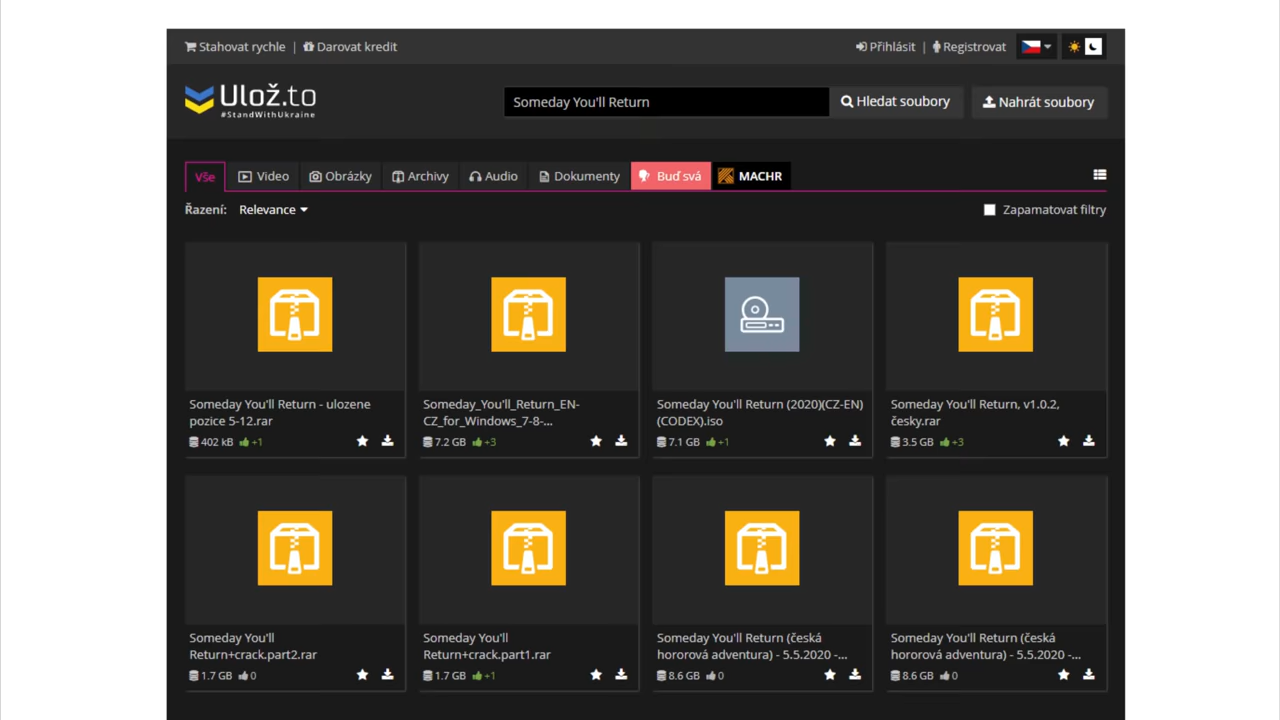 Stahovat rychle | Darovat kredit
Přihlásit | Registrovat
Ulož.to
#StandWithUkraine
Someday You'll Return
Hledat soubory
Nahrát soubory
Vše
Video
Obrázky
Archivy
Audio
Dokumenty
Buď svá
MACHR
Řazení: Relevance
Zapamatovat filtry
Someday You'll Return - ulozene
pozice 5-12.rar
402 kB +1
Someday_You'll_Return_EN-
CZ_for_Windows_7-8-...
7.2 GB +3
Someday You'll Return (2020)(CZ-EN)
(CODEX).iso
7.1 GB +1
Someday You'll Return, v1.0.2,
česky.rar
3.5 GB +3
Someday You'll
Return+crack.part2.rar
1.7 GB 0
Someday You'll
Return+crack.part1.rar
1.7 GB +1
Someday You'll Return (česká
hororová adventura) - 5.5.2020 -...
8.6 GB 0
Someday You'll Return (česká
hororová adventura) - 5.5.2020 -...
8.6 GB 0